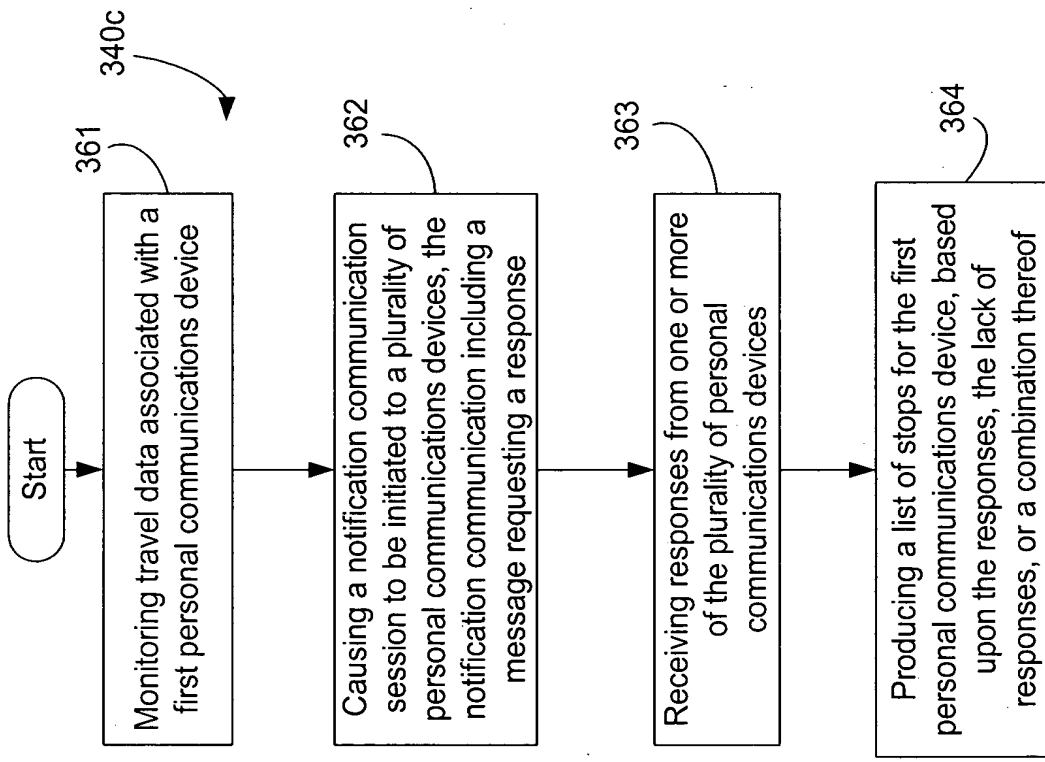 Start
340c
361
Monitoring travel data associated with a
first personal communications device
362
Causing a notification communication
session to be initiated to a plurality of
personal communications devices, the
notification communication including a
message requesting a response
363
Receiving responses from one or more
of the plurality of personal
communications devices
364
Producing a list of stops for the first
personal communications device, based
upon the responses, the lack of
responses, or a combination thereof